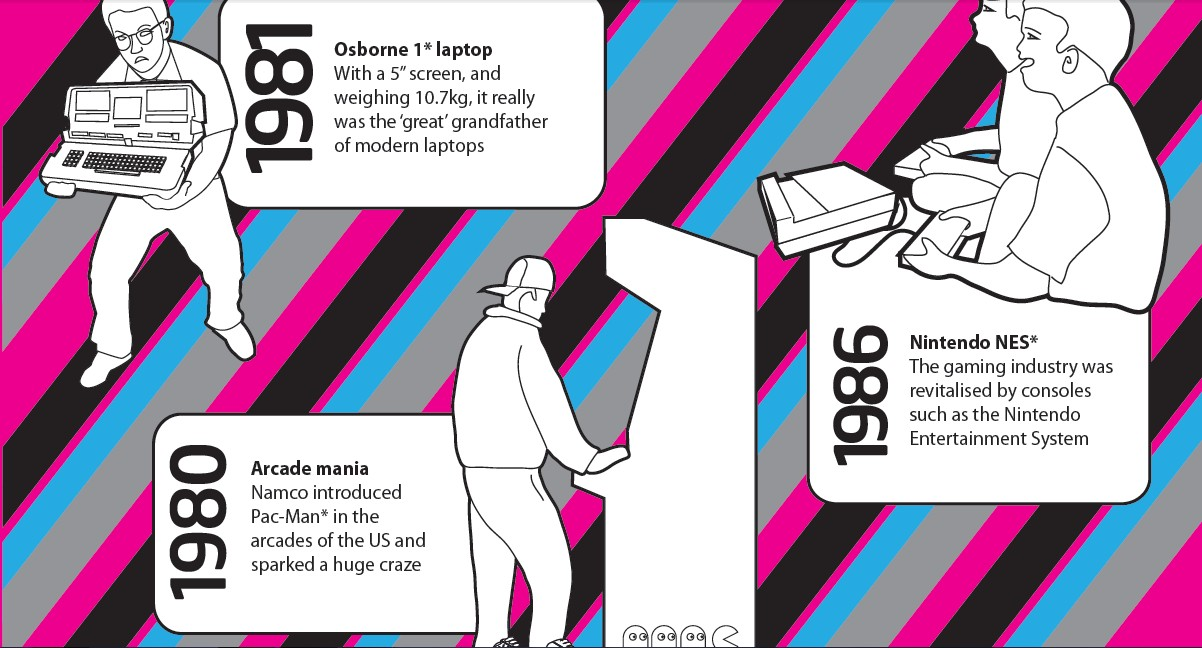 1981
Osborne 1* laptop
With a 5” screen, and
weighing 10.7kg, it really
was the ‘great’ grandfather
of modern laptops
1986
Nintendo NES*
The gaming industry was
revitalised by consoles
such as the Nintendo
Entertainment System
1980
Arcade mania
Namco introduced
Pac-Man* in the
arcades of the US and
sparked a huge craze